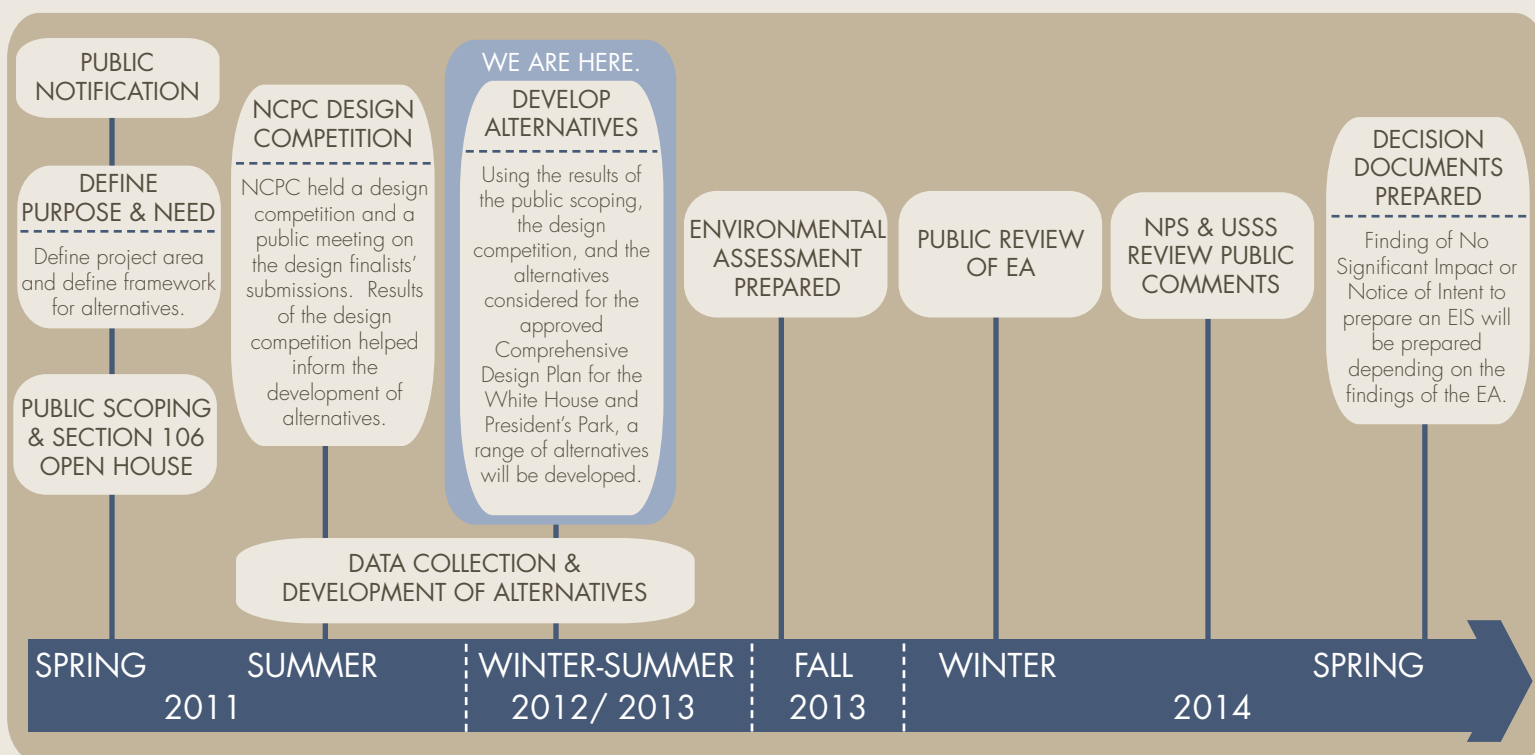 PUBLIC
NOTIFICATION
DEFINE
PURPOSE & NEED
Define project area
and define framework
for alternatives.
PUBLIC SCOPING
& SECTION 106
OPEN HOUSE
NCPC DESIGN
COMPETITION
NCPC held a design
competition and a
public meeting on
the design finalists'
submissions.  Results
of the design
competition helped
inform the
development of
alternatives.
WE ARE HERE.
DEVELOP
ALTERNATIVES
Using the results of
the public scoping,
the design
competition, and the
alternatives
considered for the
approved
Comprehensive
Design Plan for the
White House and
President's Park, a
range of alternatives
will be developed.
DATA COLLECTION &
DEVELOPMENT OF ALTERNATIVES
ENVIRONMENTAL
ASSESSMENT
PREPARED
PUBLIC REVIEW
OF EA
NPS & USSS
REVIEW PUBLIC
COMMENTS
DECISION
DOCUMENTS
PREPARED
Finding of No
Significant Impact or
Notice of Intent to
prepare an EIS will
be prepared
depending on the
findings of the EA.
SPRING SUMMER WINTER-SUMMER FALL WINTER SPRING
2011 2012/ 2013 2013 2014